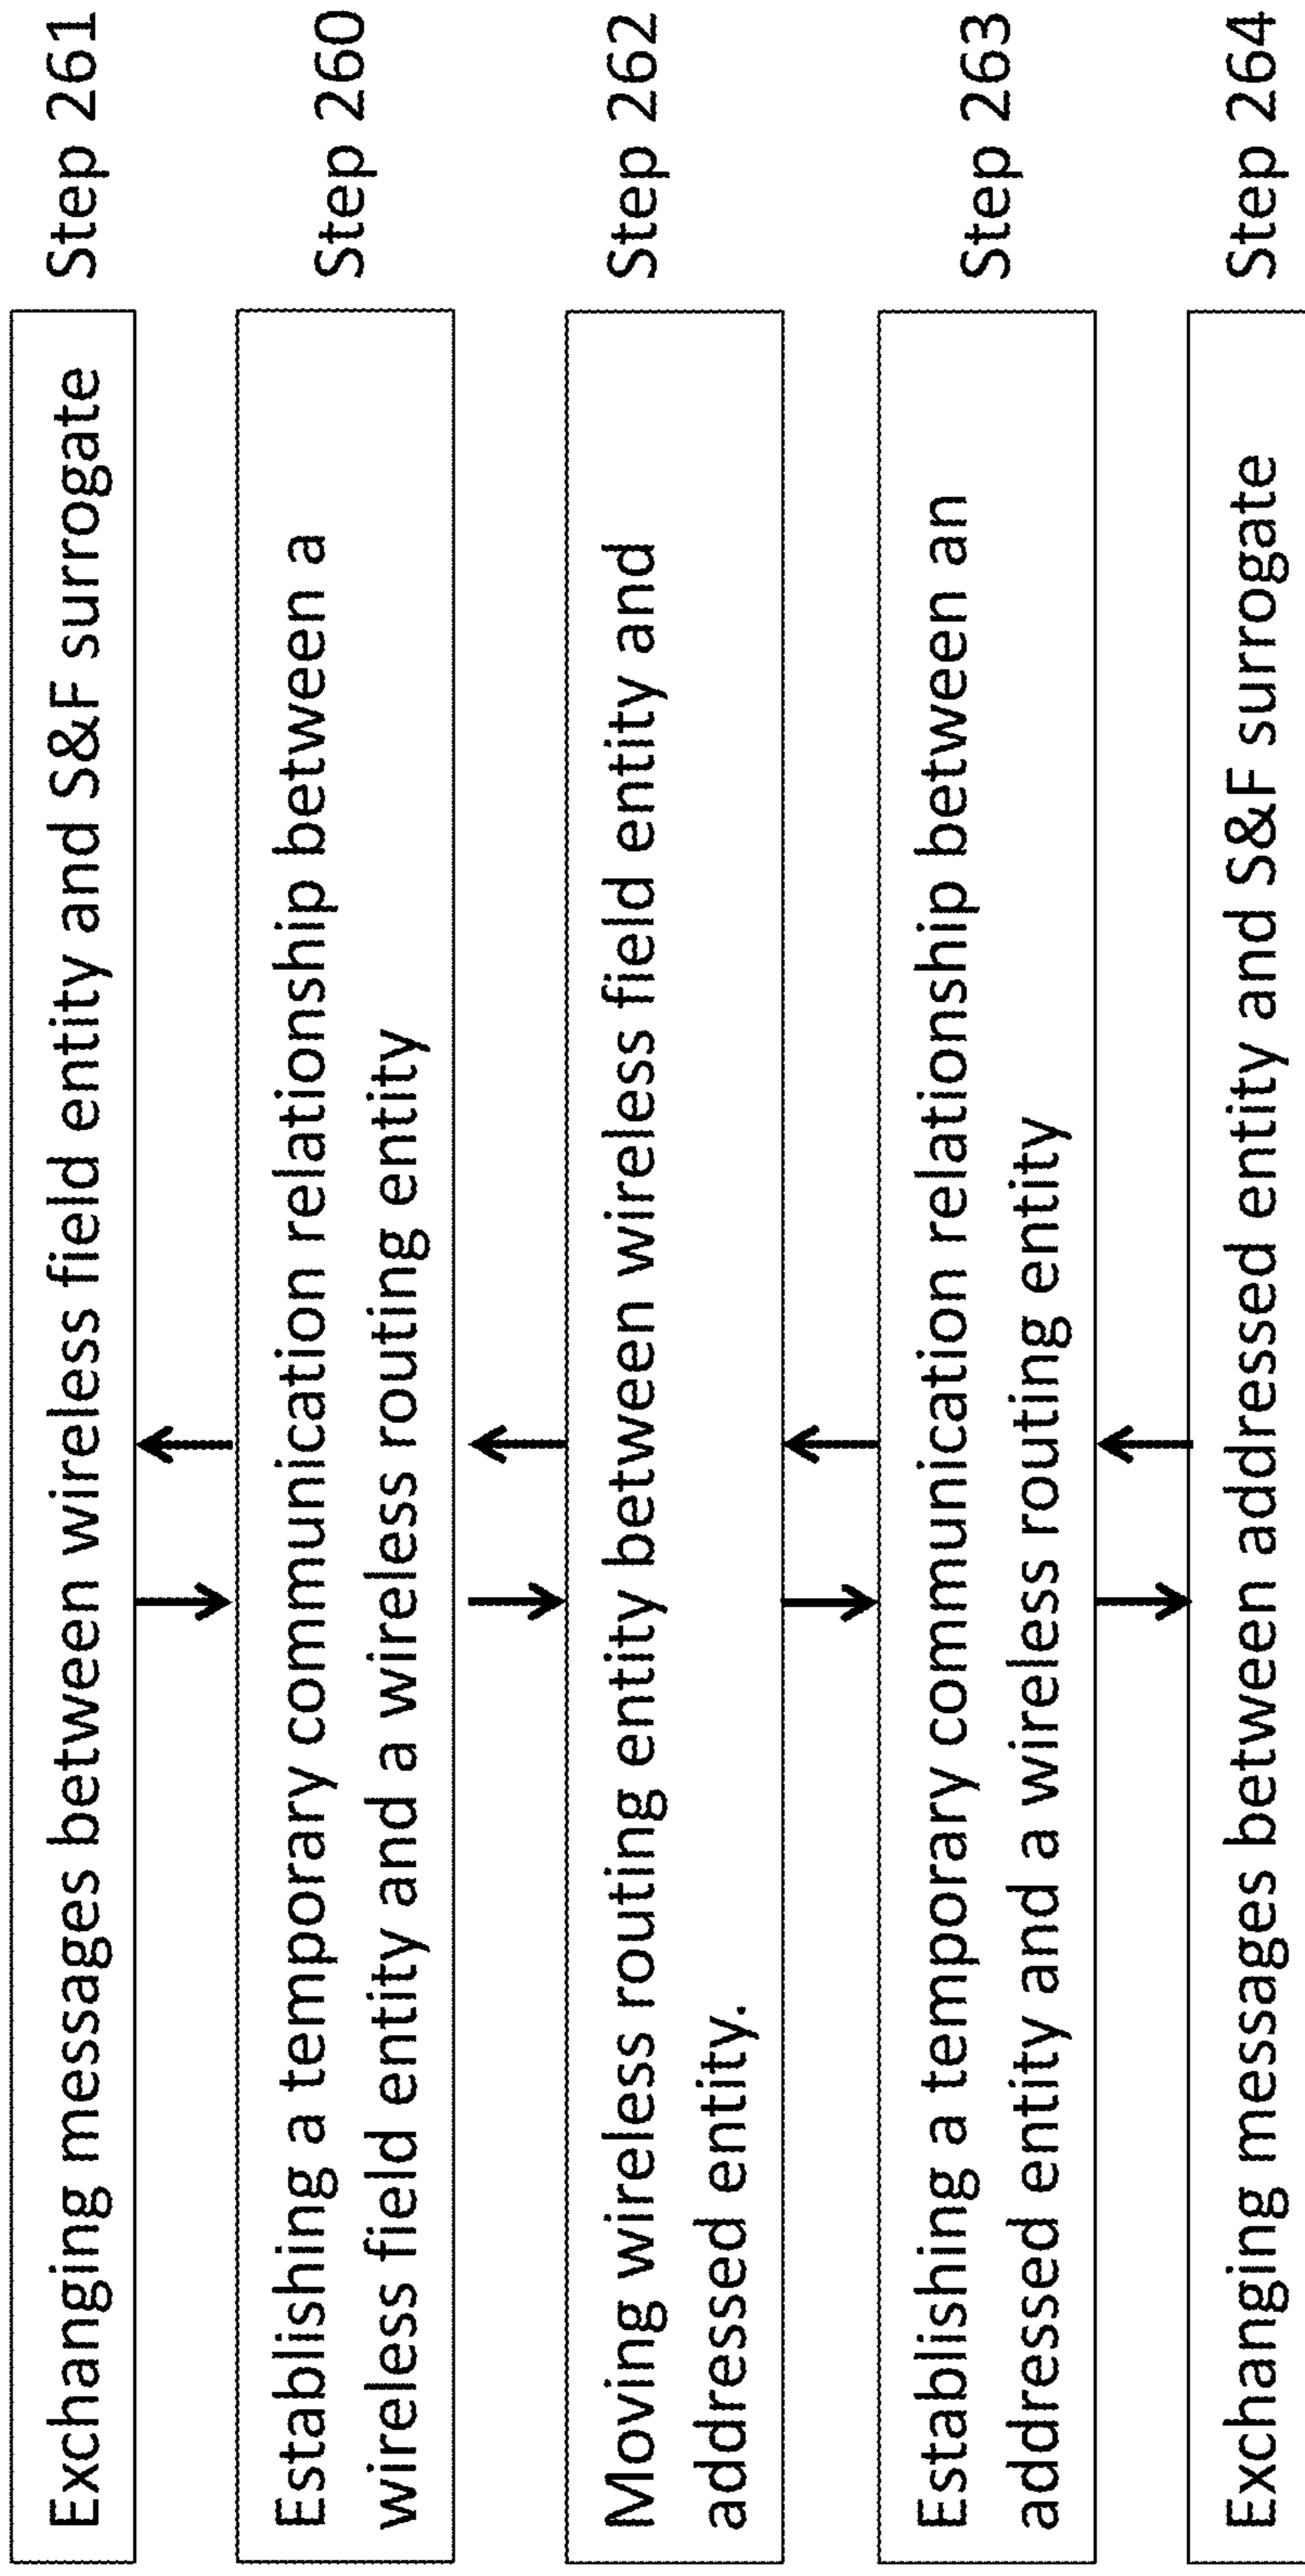 Exchanging messages between wireless field entity and S&F surrogate
Step 261
Establishing a temporary communication relationship between a
wireless field entity and a wireless routing entity
Step 260
Moving wireless routing entity between wireless field entity and
addressed entity.
Step 262
Establishing a temporary communication relationship between an
addressed entity and a wireless routing entity
Step 263
Exchanging messages between addressed entity and S&F surrogate
Step 264